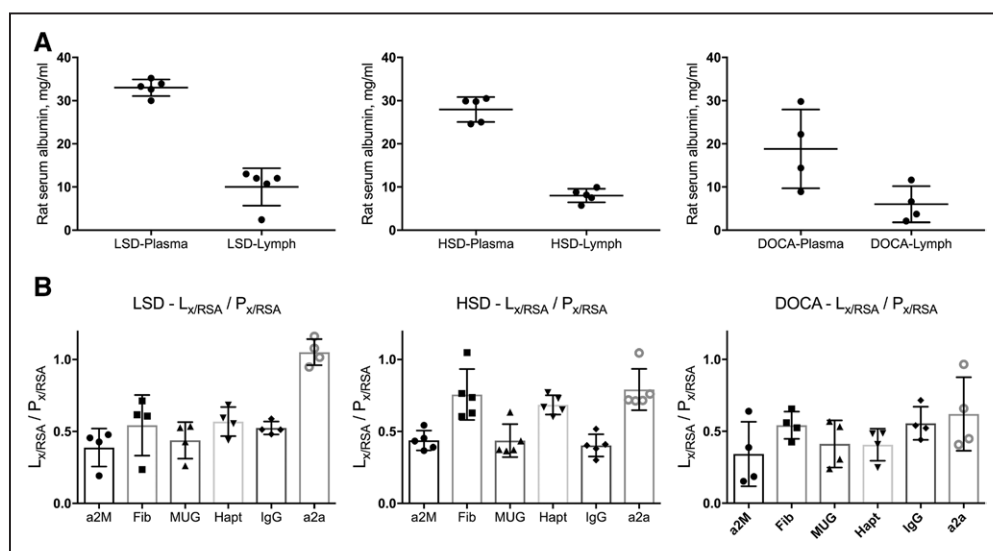 A
Rat serum albumin, mg/ml
40
30
20
10
0
LSD-Plasma LSD-Lymph
Rat serum albumin, mg/ml
40
30
20
10
0
HSD-Plasma HSD-Lymph
Rat serum albumin, mg/ml
40
30
20
10
0
DOCA-Plasma DOCA-Lymph
B
LSD - Lx/RSA / Px/RSA
Lx/RSA / Px/RSA
1.0
0.5
0.0
a2M Fib MUG Hapt IgG a2a
HSD - Lx/RSA / Px/RSA
Lx/RSA / Px/RSA
1.0
0.5
0.0
a2M Fib MUG Hapt IgG a2a
DOCA - Lx/RSA / Px/RSA
Lx/RSA / Px/RSA
1.0
0.5
0.0
a2M Fib MUG Hapt IgG a2a